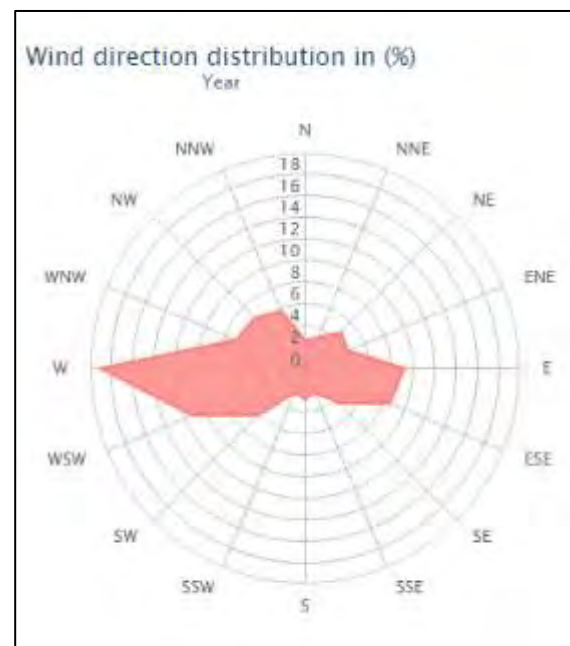 Wind direction distribution in (%)
Year
N
NNW
NNE
18
16
NW
NE
14
12
10
WNW
ENE
8
6
4
2
W
0
E
WSW
ESE
SW
SE
SSW
SSE
S